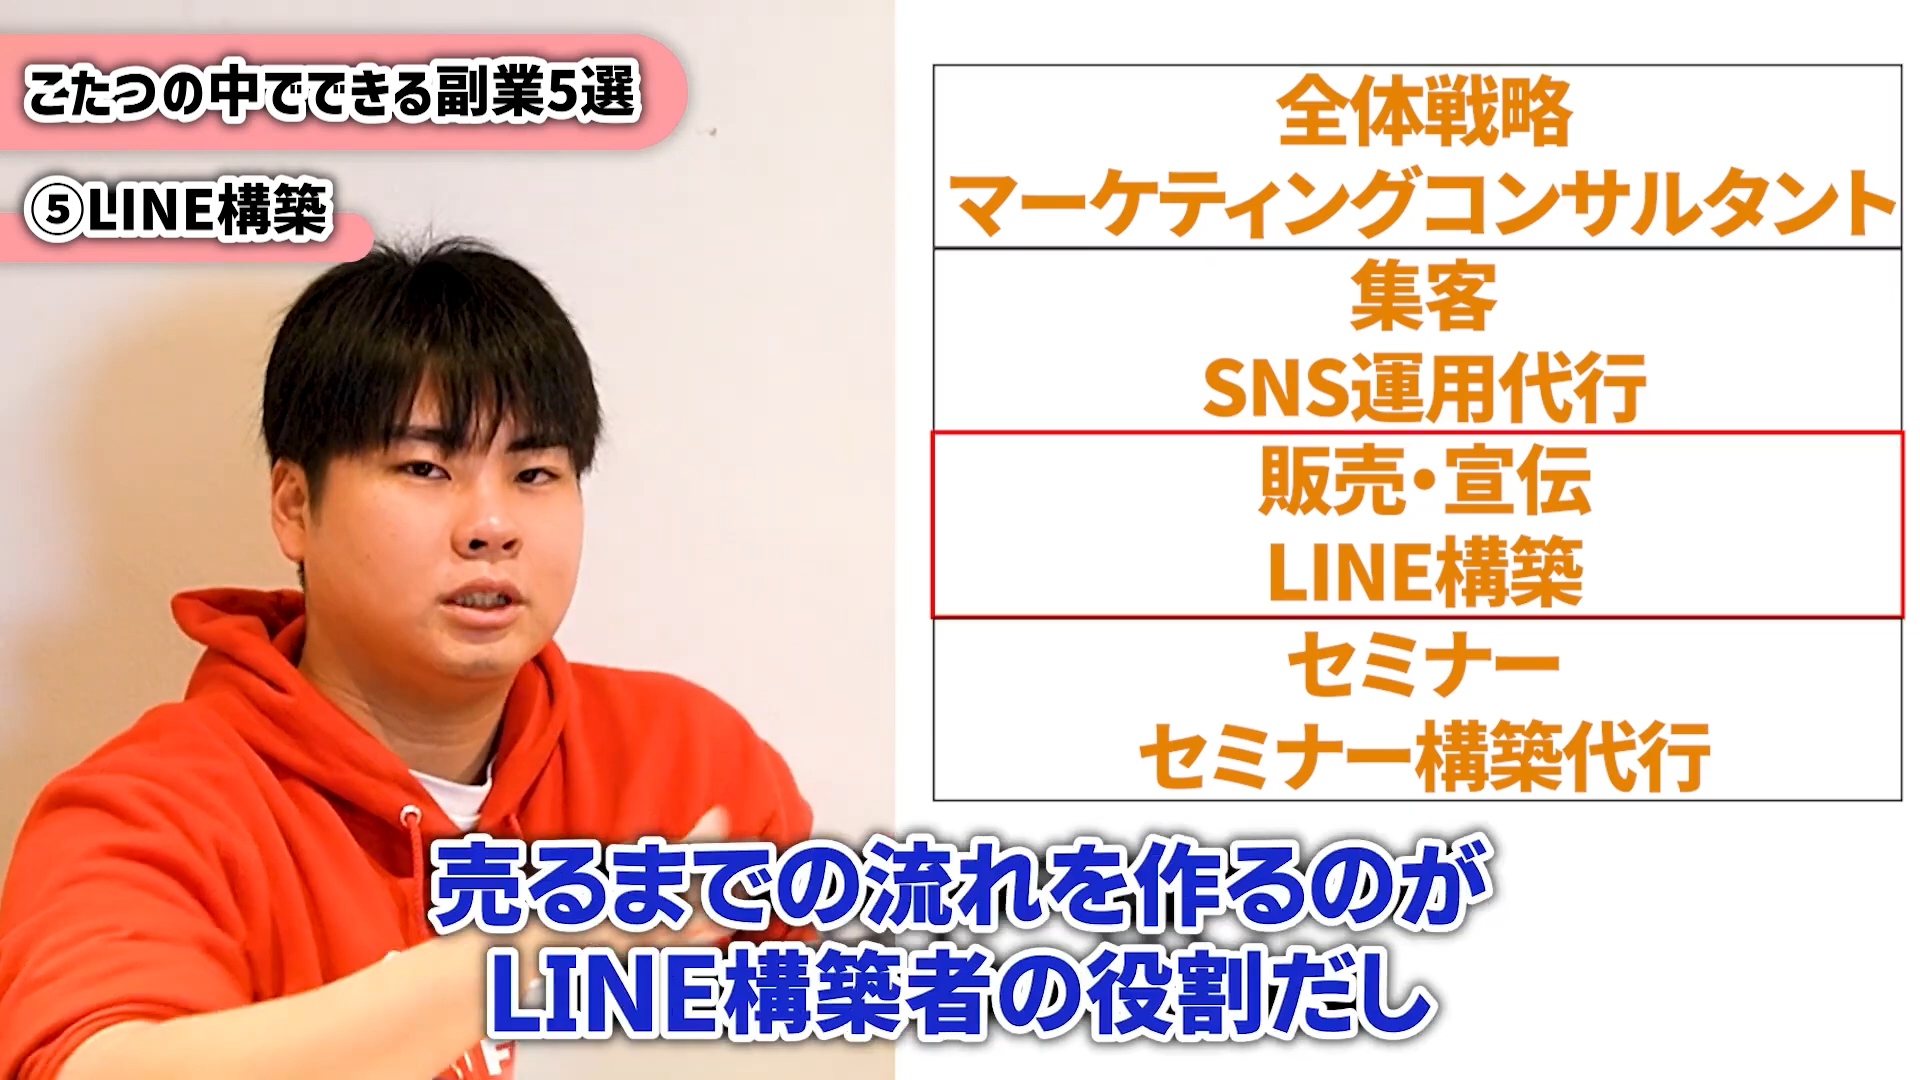 こたつの中でできる副業5選
⑤LINE構築
全体戦略
マーケティングコンサルタント
集客
SNS運用代行
販売・宣伝
LINE構築
セミナー
セミナー構築代行
売るまでの流れを作るのが
LINE構築者の役割だし